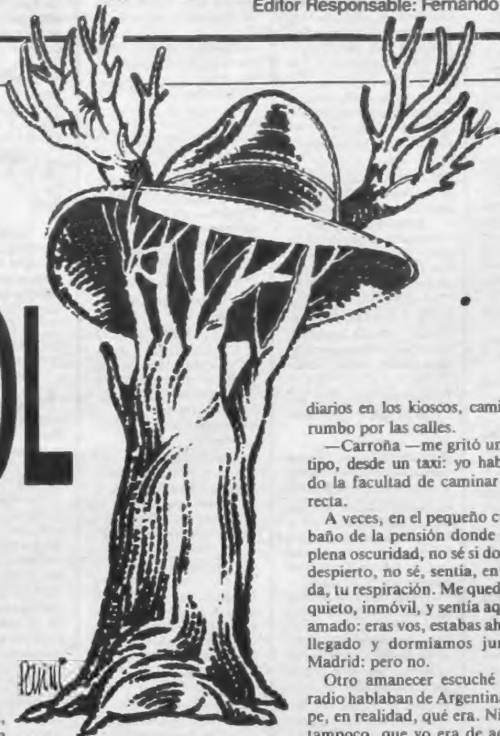 Editor Responsable: Fernando
OL
diarios en los kioscos, cami
rumbo por las calles.
—Carroña —me gritó un
tipo, desde un taxi: yo hab
do la facultad de caminar
recta.
A veces, en el pequeño c
baño de la pensión donde
plena oscuridad, no sé si do
despierto, no sé, sentía, en
da, tu respiración. Me qued
quieto, inmóvil, y sentía aq
amado: eras vos, estabas ah
llegado y dormíamos jun
Madrid: pero no.
Otro amanecer escuché
radio hablaban de Argentina
pe, en realidad, qué era. Ni
tampoco, que yo era de a